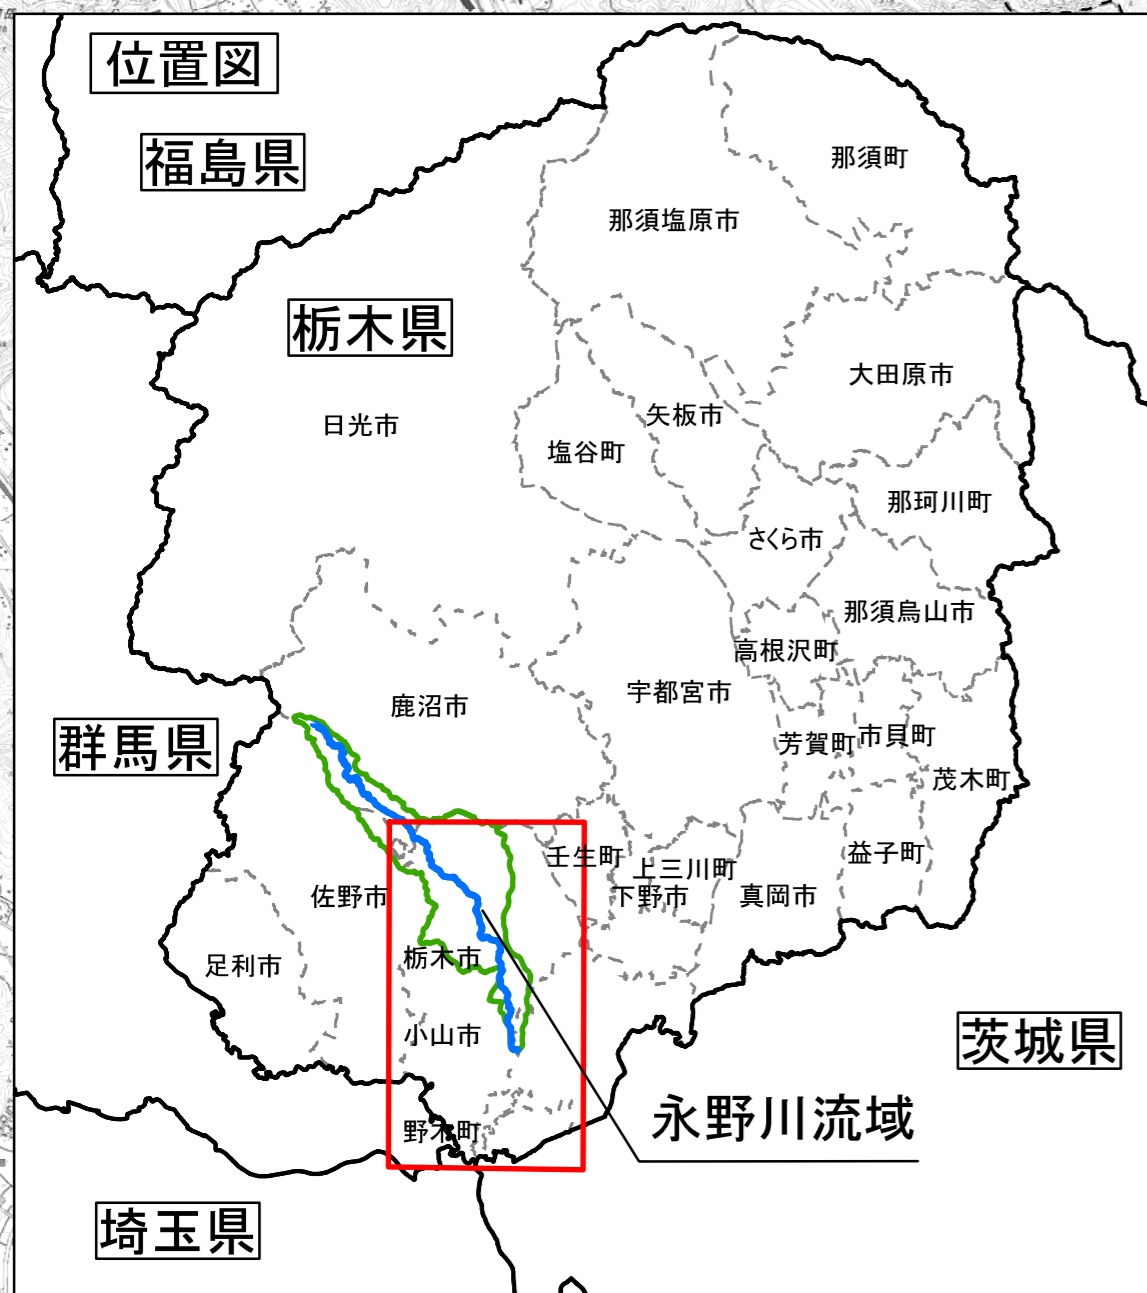 位置図
福島県
那須町
那須塩原市
栃木県
大田原市
矢板市
日光市
塩谷町
那珂川町
さくら市
那須烏山市
高根沢町
宇都宮市
鹿沼市
群馬県
芳賀町
市貝町
茂木町
壬生町
上三川町
益子町
佐野市
下野市
真岡市
栃木市
足利市
小山市
茨城県
永野川流域
野木町
埼玉県